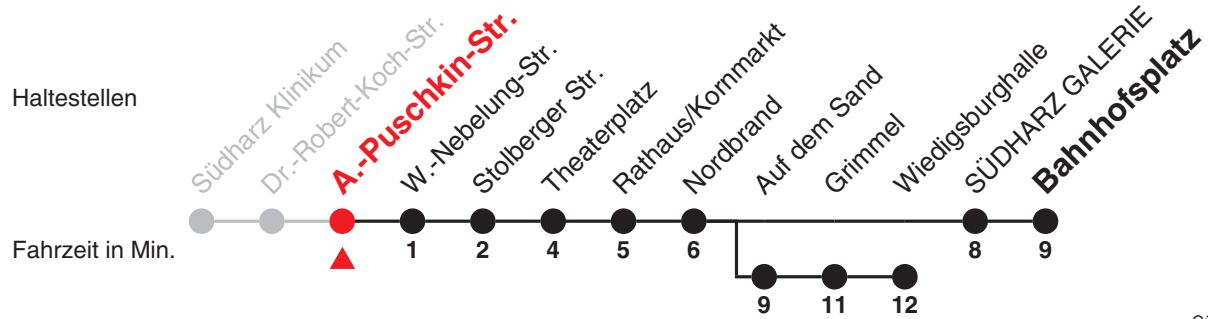 Haltestellen
Südharz Klinikum
Dr.-Robert-Koch-Str.
A.-Puschkin-Str.
W.-Nebelung-Str.
Stolberger Str.
Theaterplatz
Rathaus/Kornmarkt
Nordbrand
Auf dem Sand
Grimmel
Wiedigsburghalle
SÜDHARZ GALERIE
Bahnhofsplatz
Fahrzeit in Min.
1 2 4 5 6 8 9
9 11 12